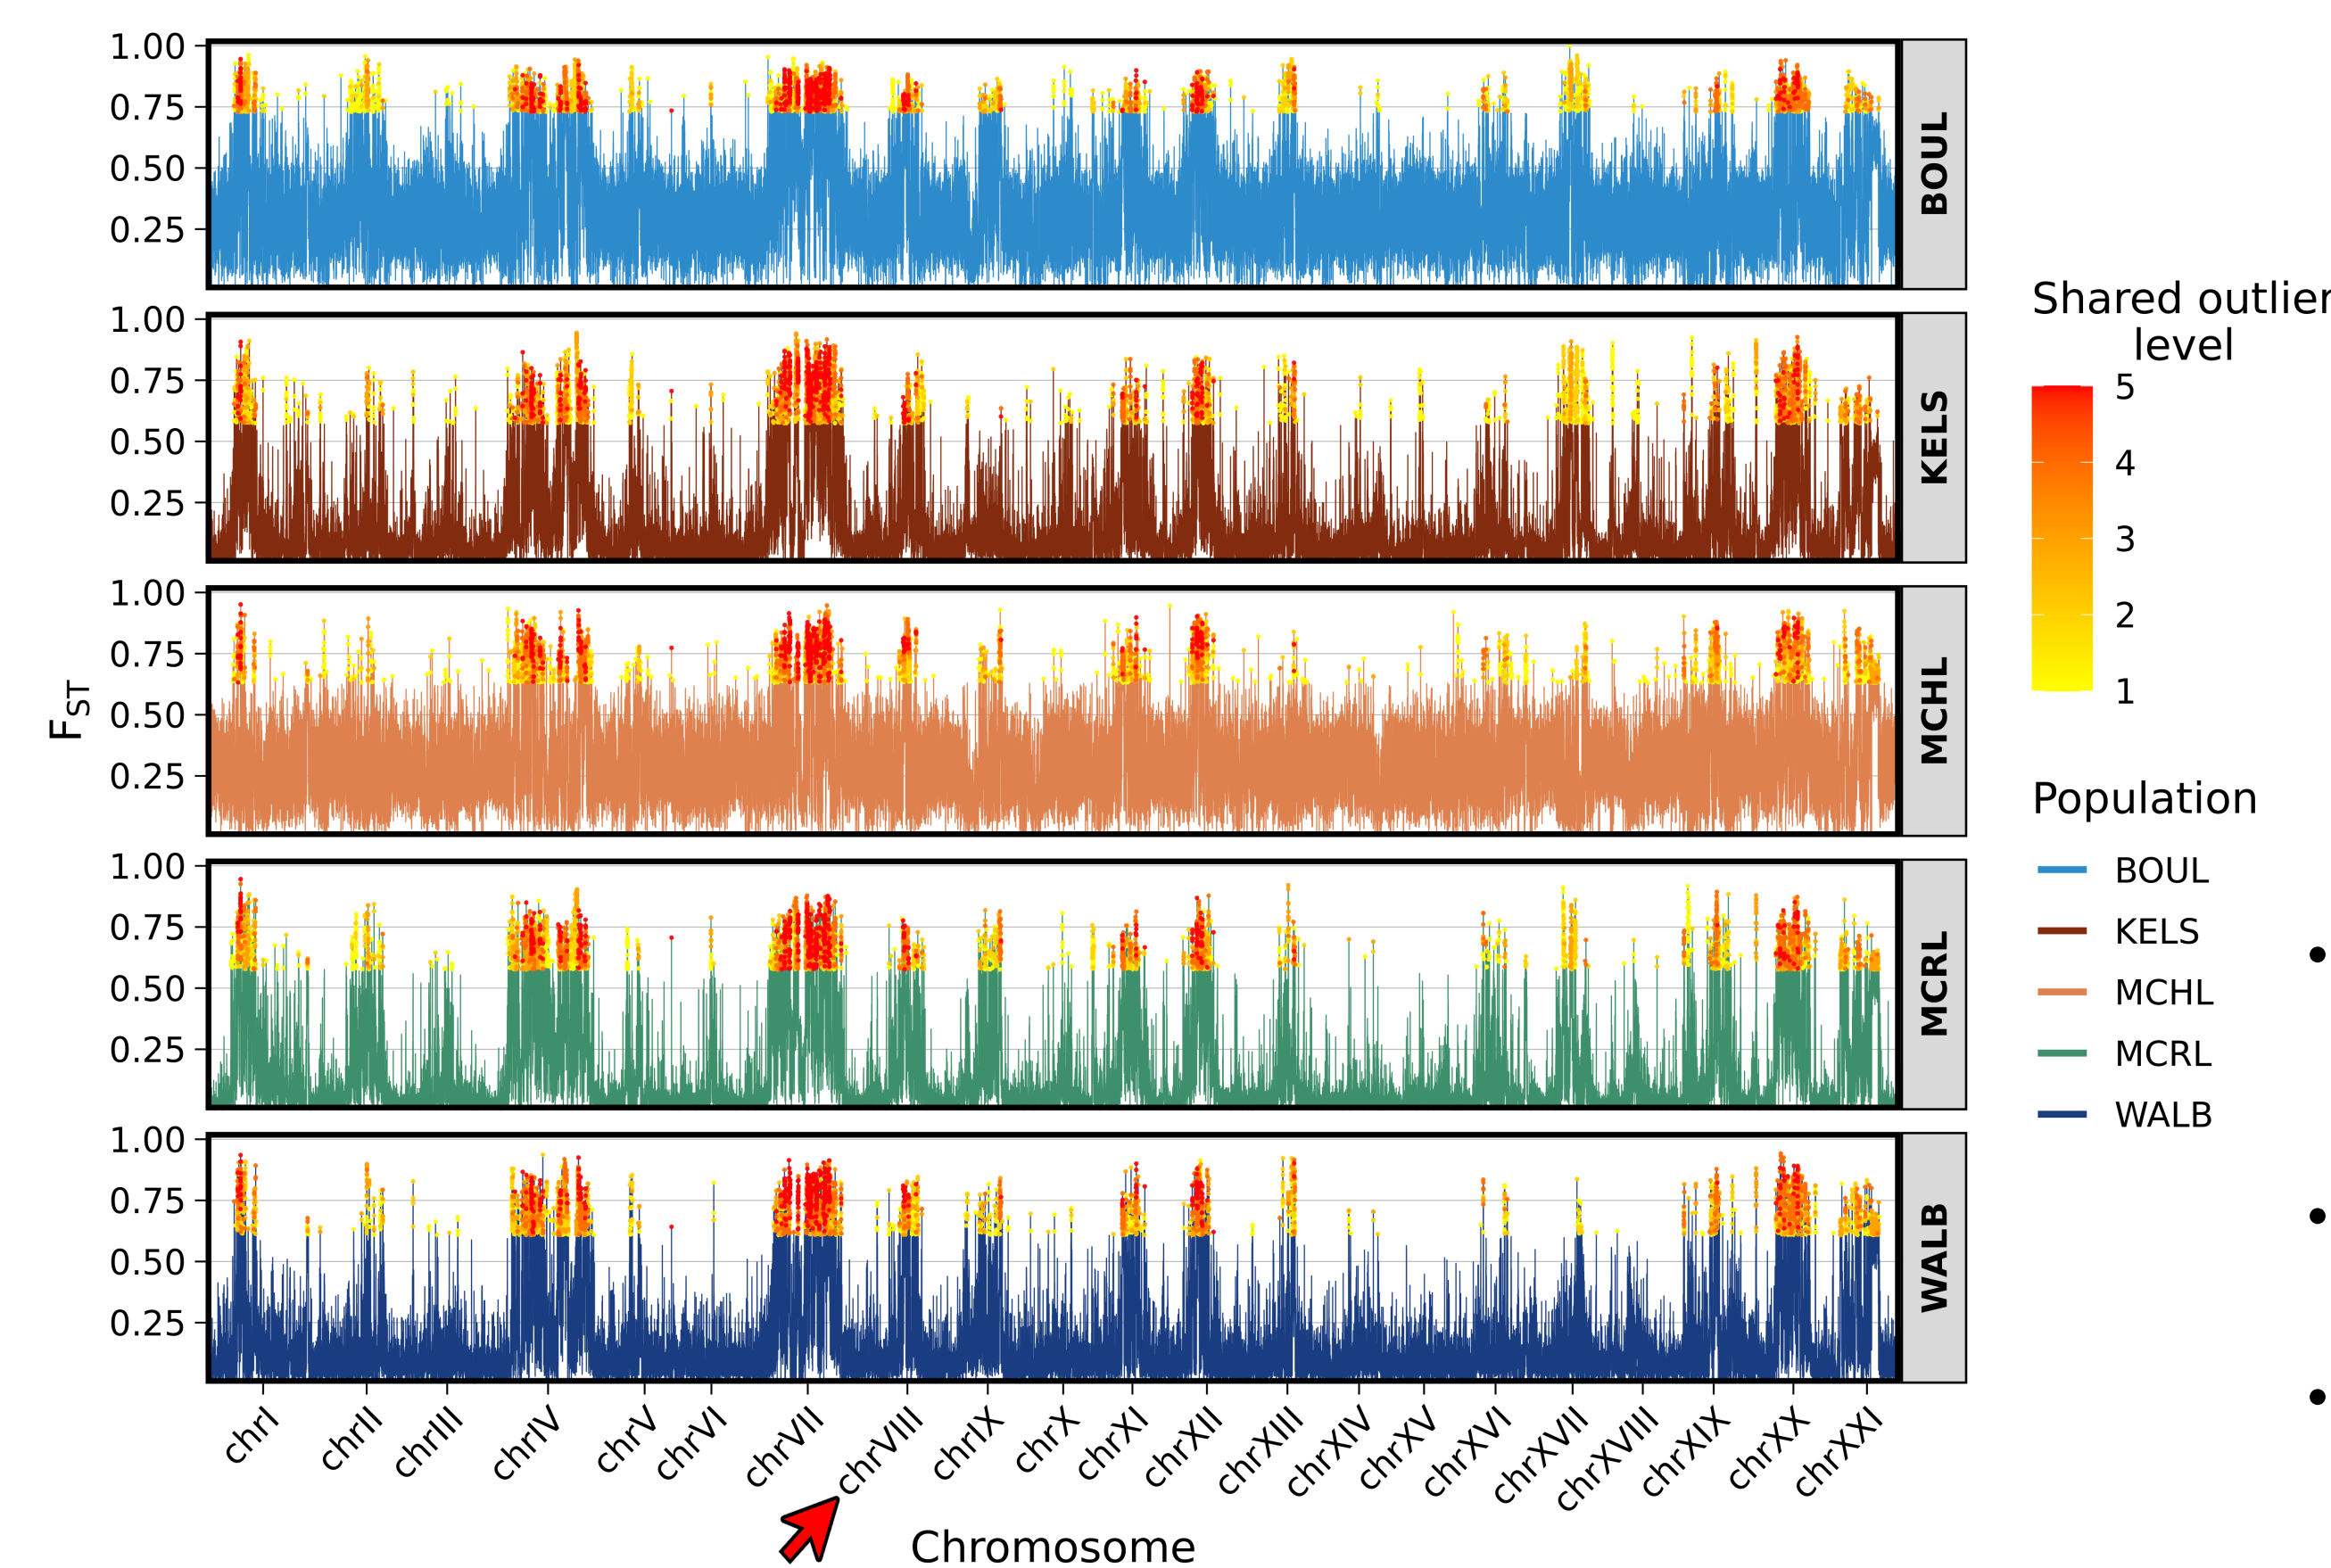 1.00
0.75
0.50
0.25
BOUL
1.00
0.75
0.50
0.25
KELS
1.00
0.75
0.50
0.25
MCHL
1.00
0.75
0.50
0.25
MCRL
1.00
0.75
0.50
0.25
WALB
FST
chrI
chrII
chrIII
chrIV
chrV
chrVI
chrVII
chrVIII
chrIX
chrX
chrXI
chrXII
chrXIII
chrXIV
chrXV
chrXVI
chrXVII
chrXVIII
chrXIX
chrXX
chrXXI
Chromosome
Shared outlier
level
5
4
3
2
1
Population
BOUL
KELS
MCHL
MCRL
WALB
•
•
•